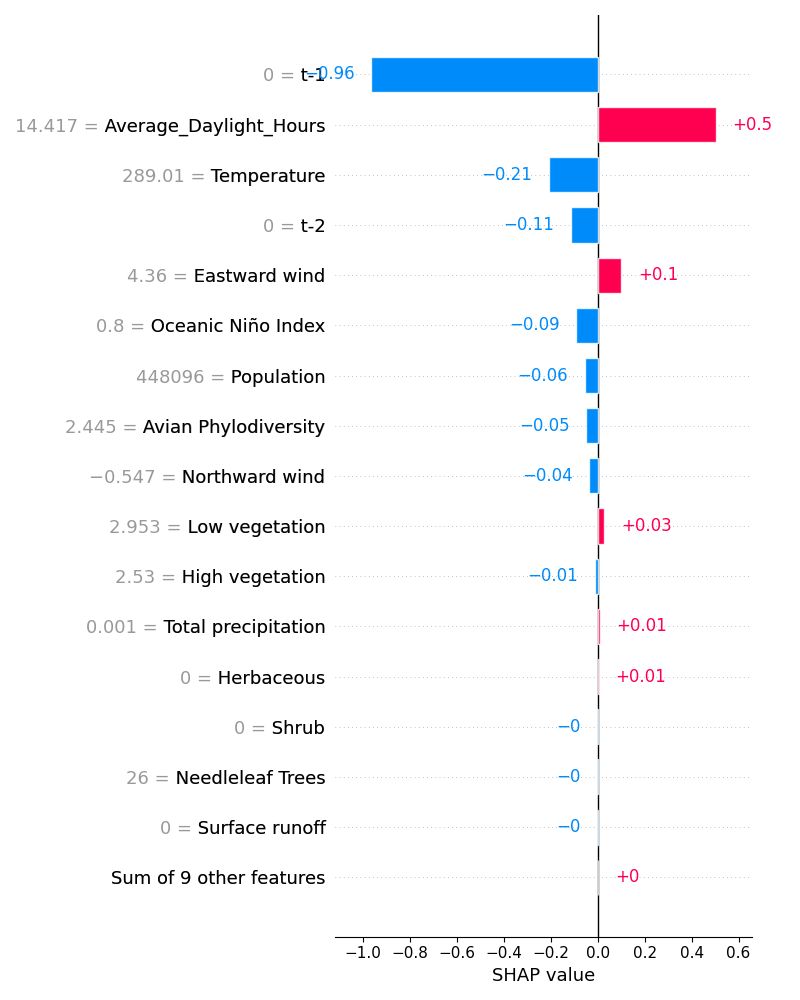 0 = t-1 −0.96
14.417 = Average_Daylight_Hours +0.5
289.01 = Temperature −0.21
0 = t-2 −0.11
4.36 = Eastward wind +0.1
0.8 = Oceanic Niño Index −0.09
448096 = Population −0.06
2.445 = Avian Phylodiversity −0.05
−0.547 = Northward wind −0.04
2.953 = Low vegetation +0.03
2.53 = High vegetation −0.01
0.001 = Total precipitation +0.01
0 = Herbaceous +0.01
0 = Shrub −0
26 = Needleleaf Trees −0
0 = Surface runoff −0
Sum of 9 other features +0
−1.0 −0.8 −0.6 −0.4 −0.2 0.0 0.2 0.4 0.6
SHAP value